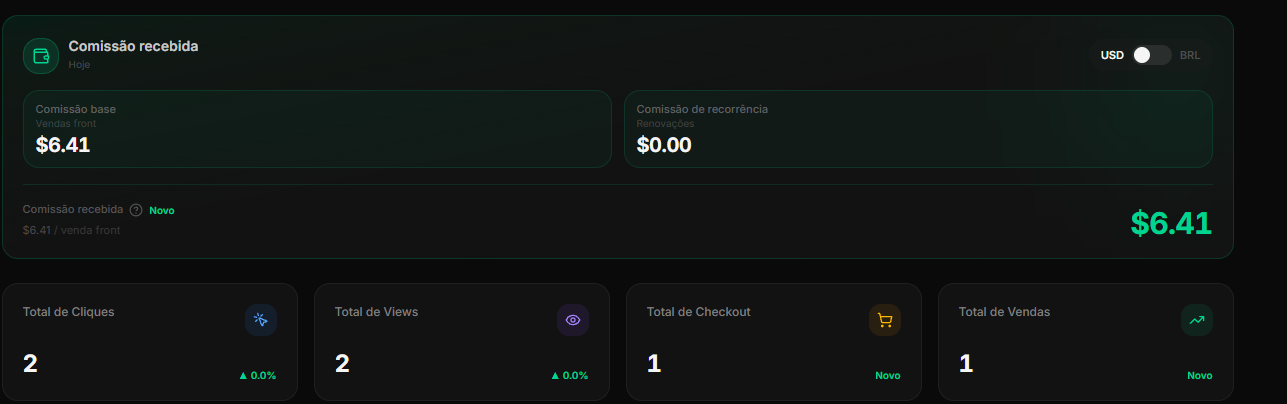 Comissão recebida
Hoje
USD BRL
Comissão base
Vendas front
$6.41
Comissão de recorrência
Renovações
$0.00
Comissão recebida ? Novo
$6.41 / venda front
$6.41
Total de Cliques
2
▲ 0.0%
Total de Views
2
▲ 0.0%
Total de Checkout
1
Novo
Total de Vendas
1
Novo